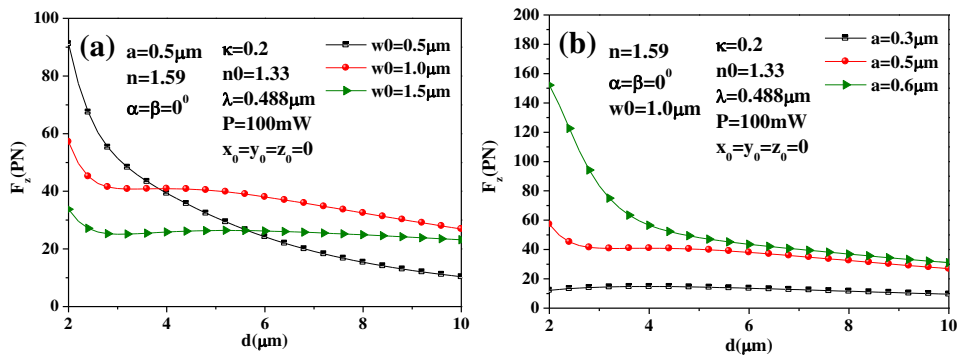 (a)
a=0.5μm
n=1.59
α=β=0⁰
κ=0.2
n0=1.33
λ=0.488μm
P=100mW
x₀=y₀=z₀=0
w0=0.5μm
w0=1.0μm
w0=1.5μm
100
80
60
40
20
0
F_z(PN)
2 4 6 8 10
d(μm)
(b)
n=1.59
α=β=0⁰
w0=1.0μm
κ=0.2
n0=1.33
λ=0.488μm
P=100mW
x₀=y₀=z₀=0
a=0.3μm
a=0.5μm
a=0.6μm
200
180
160
140
120
100
80
60
40
20
0
F_z(PN)
2 3 4 5 6 7 8 9 10
d(μm)